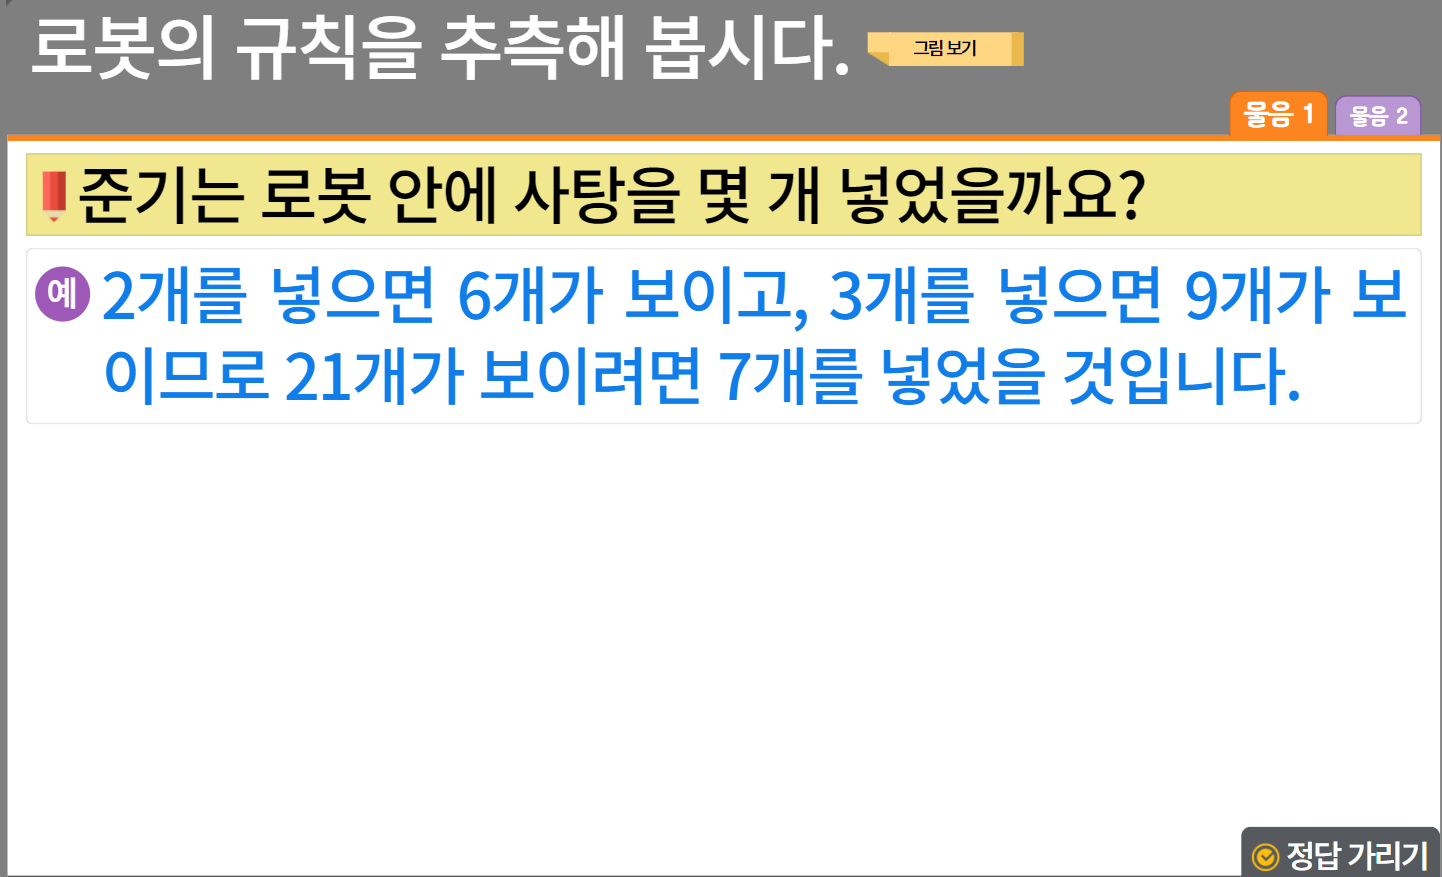 로봇의 규칙을 추측해 봅시다. 그림 보기
물음 1 물음 2
준기는 로봇 안에 사탕을 몇 개 넣었을까요?
예 2개를 넣으면 6개가 보이고, 3개를 넣으면 9개가 보
이므로 21개가 보이려면 7개를 넣었을 것입니다.
정답 가리기